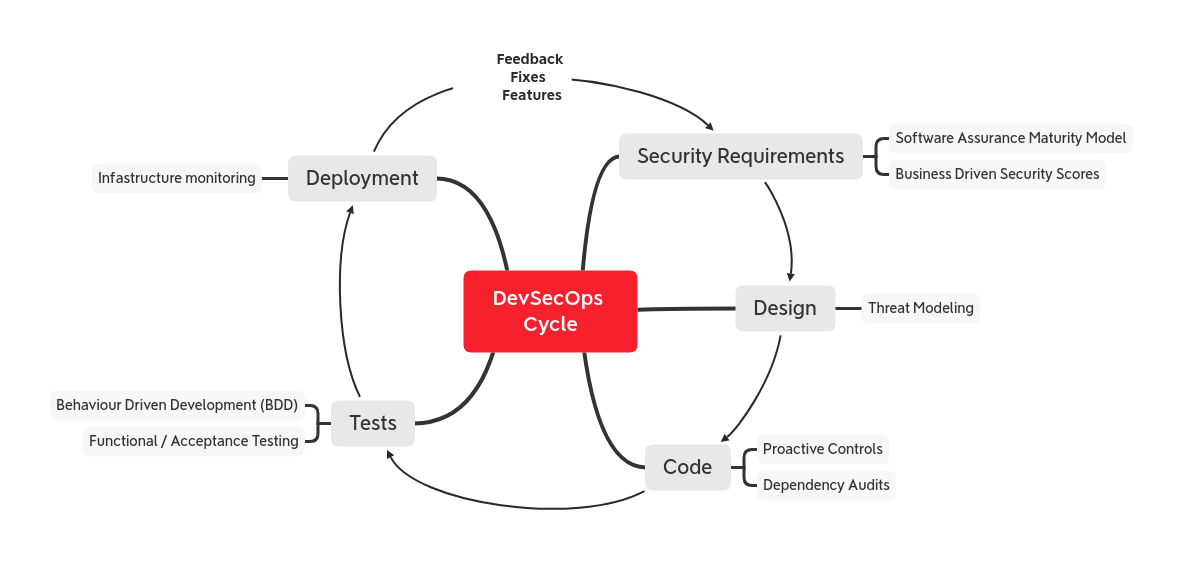 Feedback
Fixes
Features
Security Requirements
Software Assurance Maturity Model
Business Driven Security Scores
Deployment
Infastructure monitoring
DevSecOps
Cycle
Design
Threat Modeling
Tests
Behaviour Driven Development (BDD)
Functional / Acceptance Testing
Code
Proactive Controls
Dependency Audits